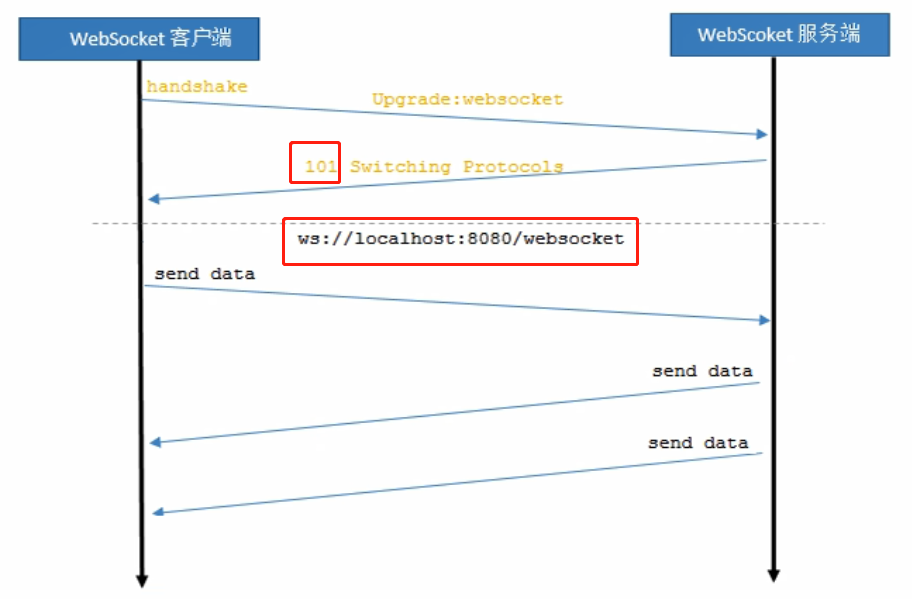 WebSocket 客户端
WebScoket 服务端
handshake
Upgrade:websocket
101 Switching Protocols
ws://localhost:8080/websocket
send data
send data
send data